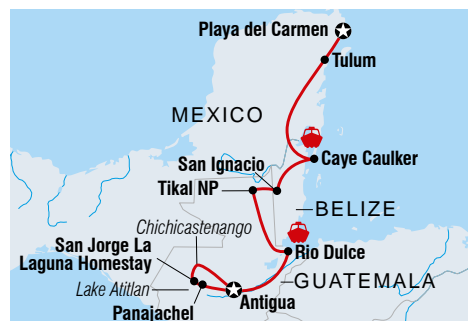 Playa del Carmen
Tulum
MEXICO
San Ignacio
Caye Caulker
Tikal NP
BELIZE
Chichicastenango
San Jorge La
Laguna Homestay
Rio Dulce
GUATEMALA
Lake Atitlan
Panajachel
Antigua